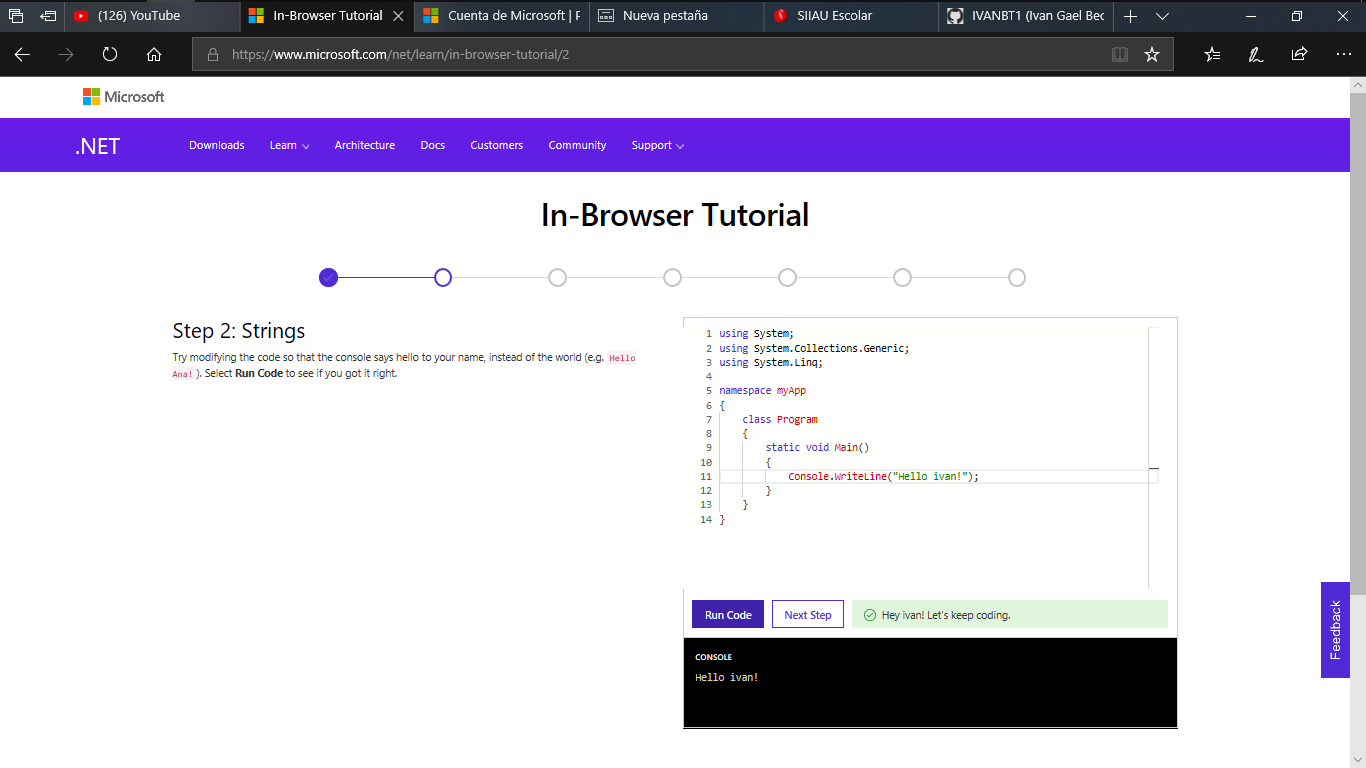 (126) YouTube
In-Browser Tutorial
Cuenta de Microsoft | P
Nueva pestaña
SIIAU Escolar
IVANBT1 (Ivan Gael Bec
https://www.microsoft.com/net/learn/in-browser-tutorial/2
Microsoft
.NET Downloads Learn Architecture Docs Customers Community Support
In-Browser Tutorial
Step 2: Strings
Try modifying the code so that the console says hello to your name, instead of the world (e.g. Hello
Ana! ). Select Run Code to see if you got it right.
1 using System;
2 using System.Collections.Generic;
3 using System.Linq;
4
5 namespace myApp
6 {
7 class Program
8 {
9 static void Main()
10 {
11 Console.WriteLine("Hello ivan!");
12 }
13 }
14 }
Run Code Next Step Hey ivan! Let's keep coding.
Feedback
CONSOLE
Hello ivan!